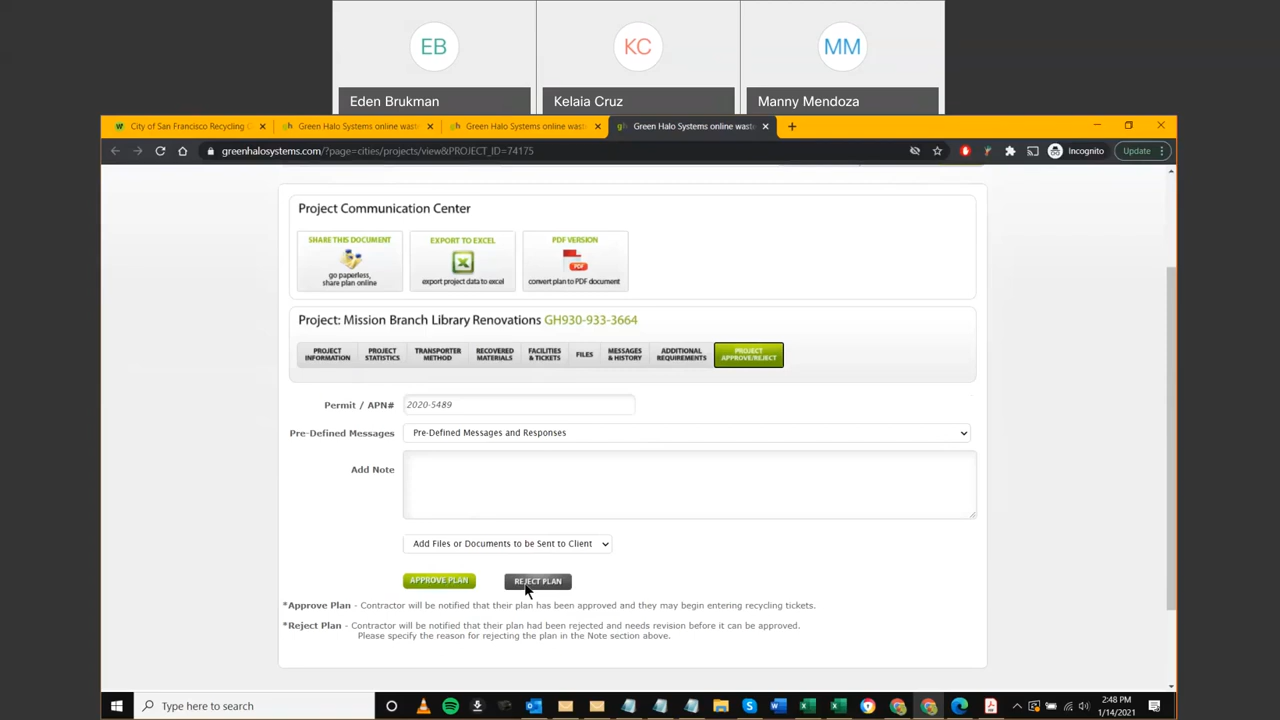 EB
KC
MM
Eden Brukman
Kelaia Cruz
Manny Mendoza
City of San Francisco Recycling
Green Halo Systems online wast
Green Halo Systems online wast
Green Halo Systems online wast
greenhalosystems.com/?page=cities/projects/view&PROJECT_ID=74175
Incognito
Update
Project Communication Center
SHARE THIS DOCUMENT
go paperless,
share plan online
EXPORT TO EXCEL
export project data to excel
PDF VERSION
PDF
convert plan to PDF document
Project: Mission Branch Library Renovations GH930-933-3664
PROJECT
INFORMATION
PROJECT
STATISTICS
TRANSPORTER
METHOD
RECOVERED
MATERIALS
FACILITIES
& TICKETS
FILES
MESSAGES
& HISTORY
ADDITIONAL
REQUIREMENTS
PROJECT
APPROVE/REJECT
Permit / APN#
2020-5489
Pre-Defined Messages
Pre-Defined Messages and Responses
Add Note
Add Files or Documents to be Sent to Client
APPROVE PLAN
REJECT PLAN
*Approve Plan - Contractor will be notified that their plan has been approved and they may begin entering recycling tickets.
*Reject Plan - Contractor will be notified that their plan had been rejected and needs revision before it can be approved.
Please specify the reason for rejecting the plan in the Note section above.
Type here to search
2:48 PM
1/14/2021